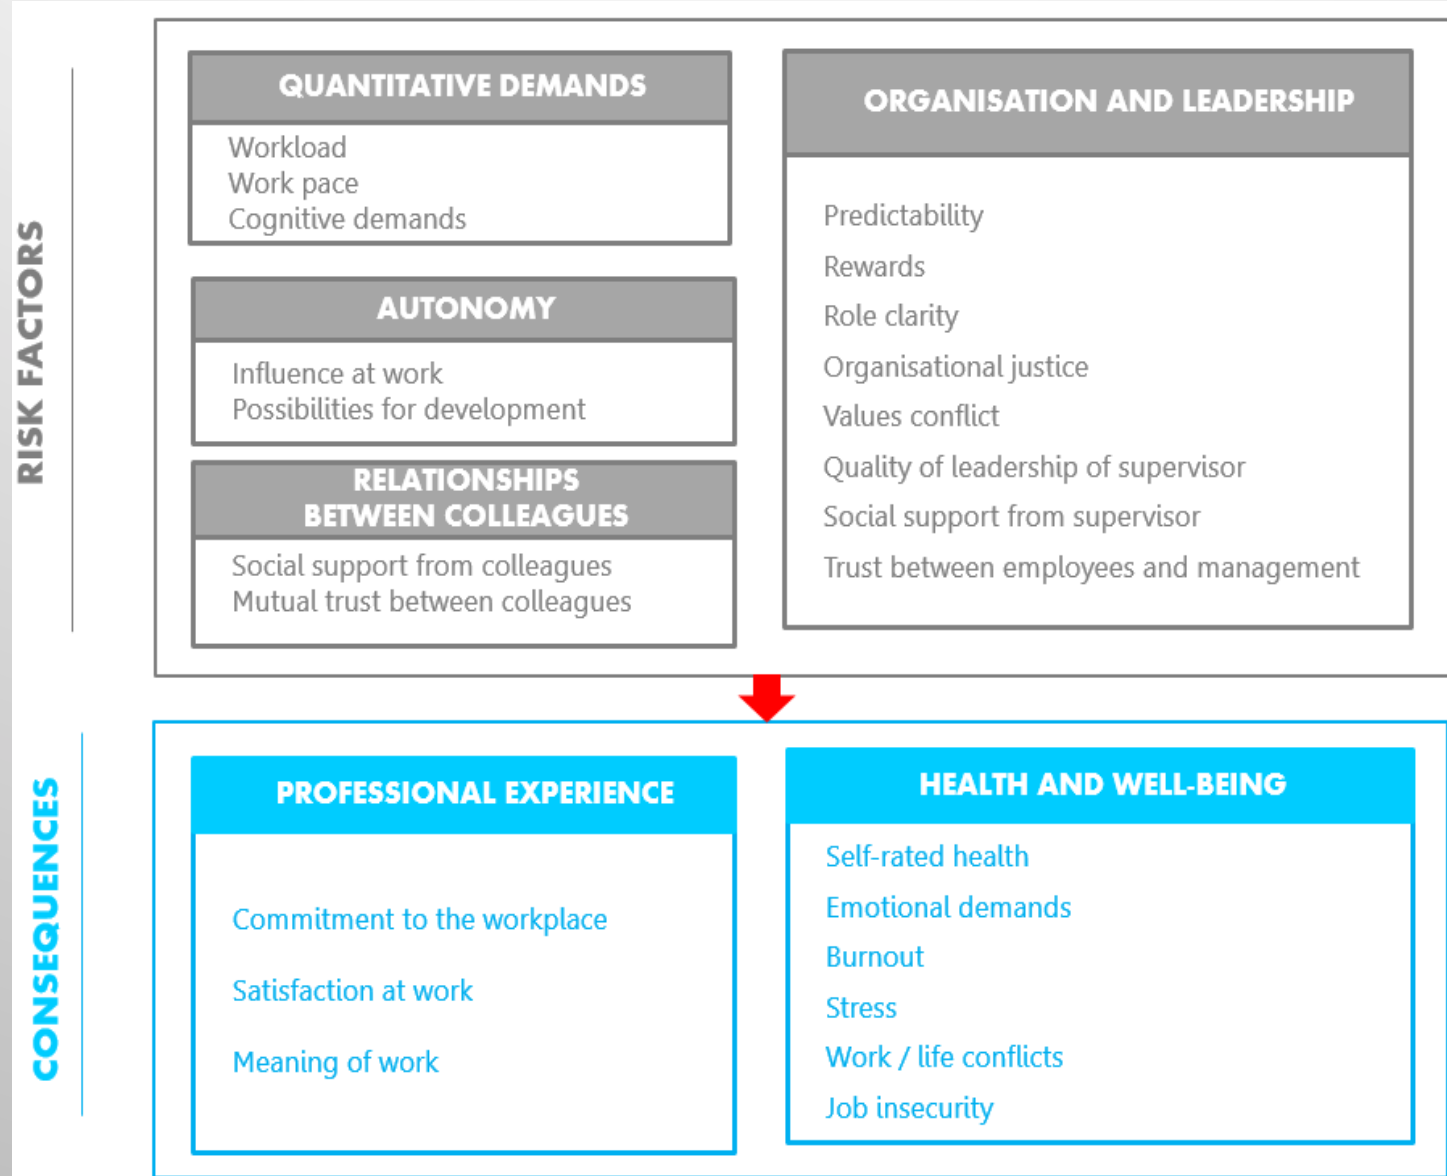 RISK FACTORS
QUANTITATIVE DEMANDS
Workload
Work pace
Cognitive demands
AUTONOMY
Influence at work
Possibilities for development
RELATIONSHIPS
BETWEEN COLLEAGUES
Social support from colleagues
Mutual trust between colleagues
ORGANISATION AND LEADERSHIP
Predictability
Rewards
Role clarity
Organisational justice
Values conflict
Quality of leadership of supervisor
Social support from supervisor
Trust between employees and management
CONSEQUENCES
PROFESSIONAL EXPERIENCE
Commitment to the workplace
Satisfaction at work
Meaning of work
HEALTH AND WELL-BEING
Self-rated health
Emotional demands
Burnout
Stress
Work / life conflicts
Job insecurity